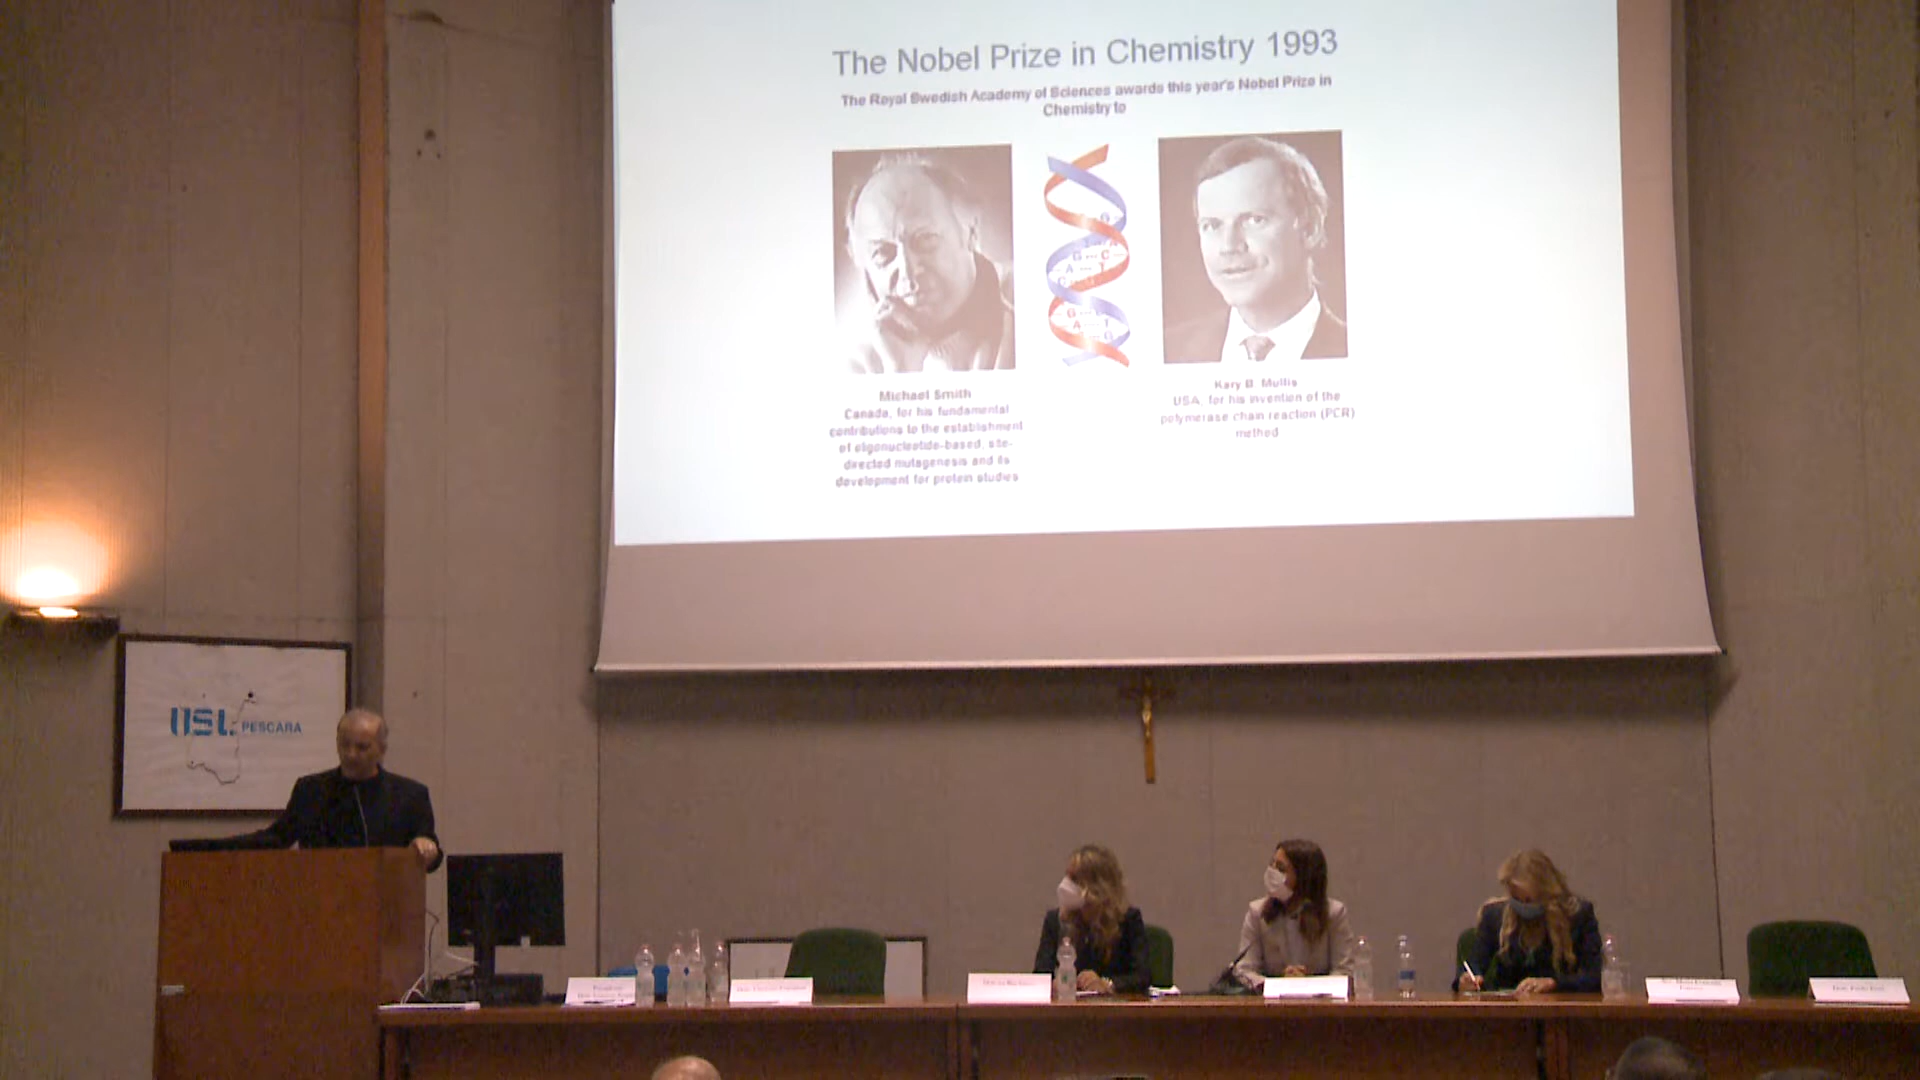 The Nobel Prize in Chemistry 1993
The Royal Swedish Academy of Sciences awards this year's Nobel Prize in
Chemistry to
Michael Smith
Canada, for his fundamental
contributions to the establishment
of oligonucleotide-based, site-
directed mutagenesis and its
development for protein studies
Kary B. Mullis
USA, for his invention of the
polymerase chain reaction (PCR)
method
USL PESCARA